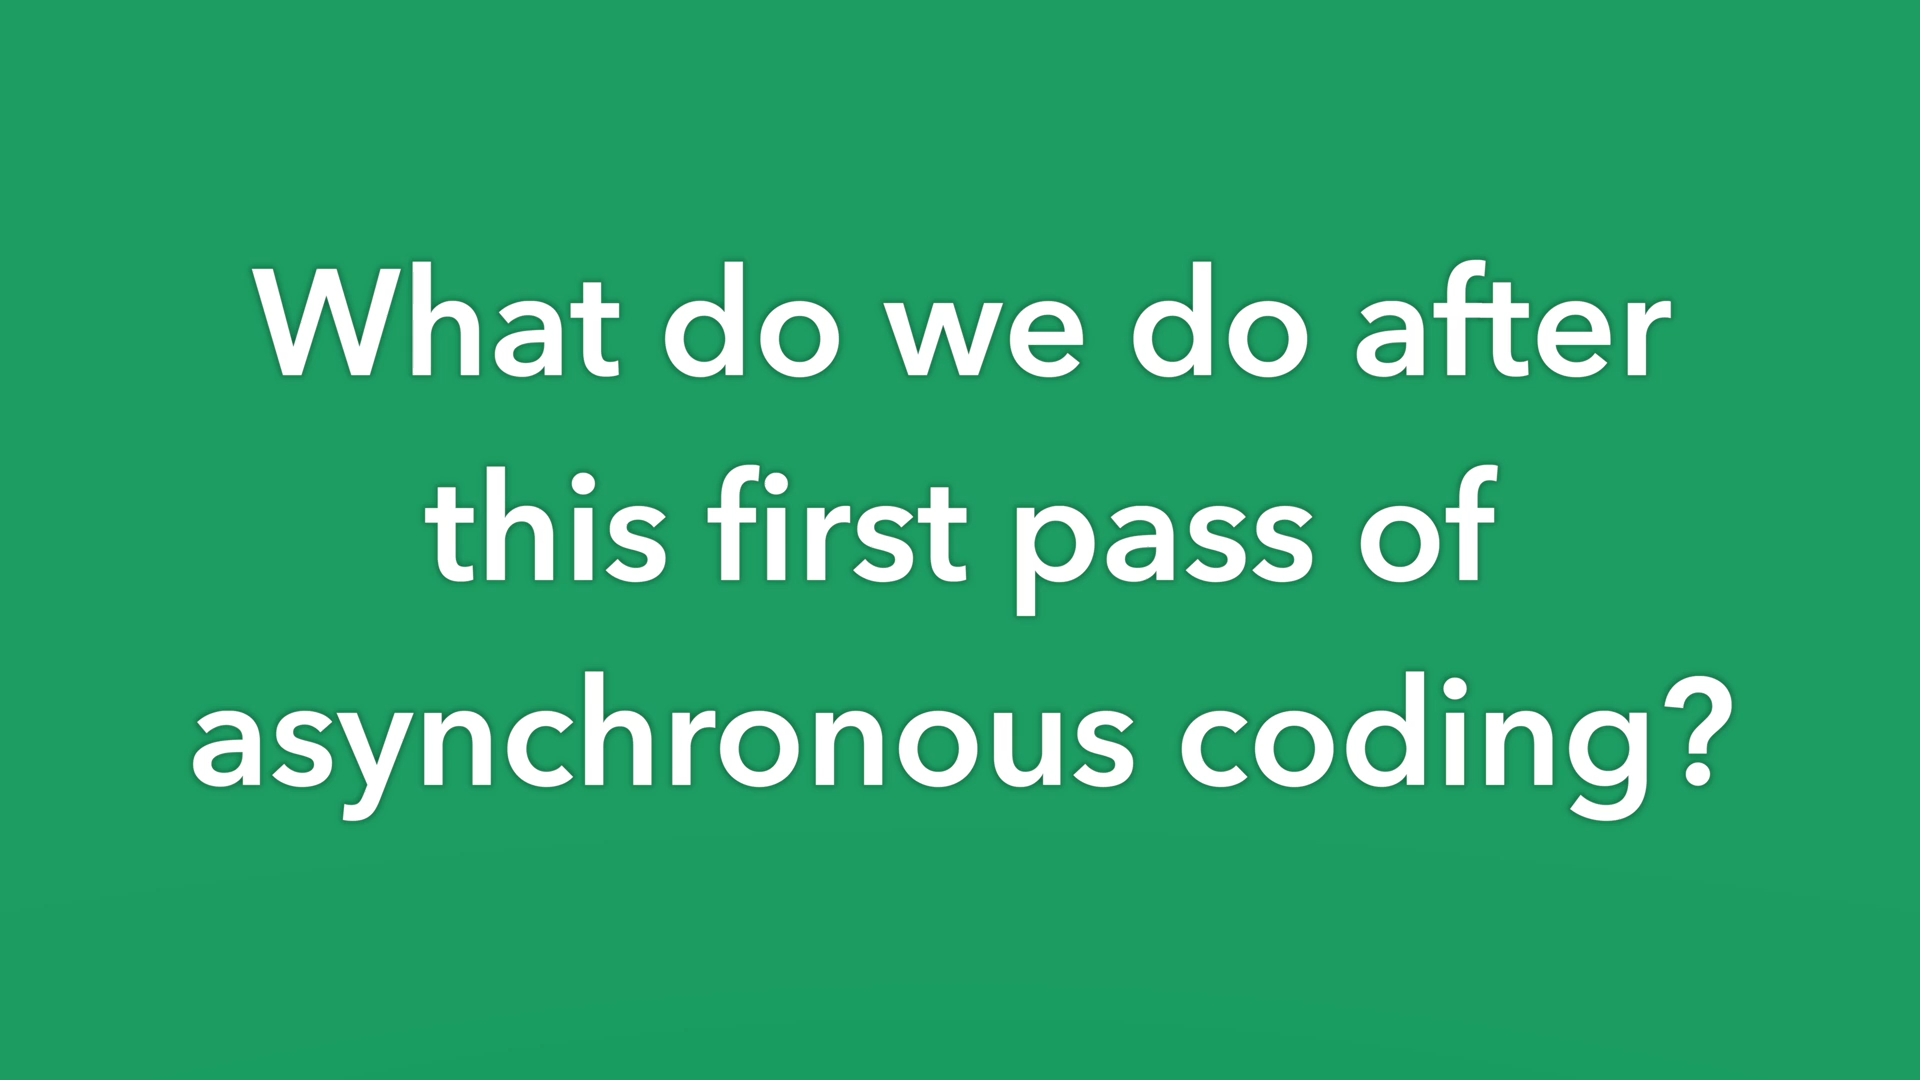 What do we do after
this first pass of
asynchronous coding?